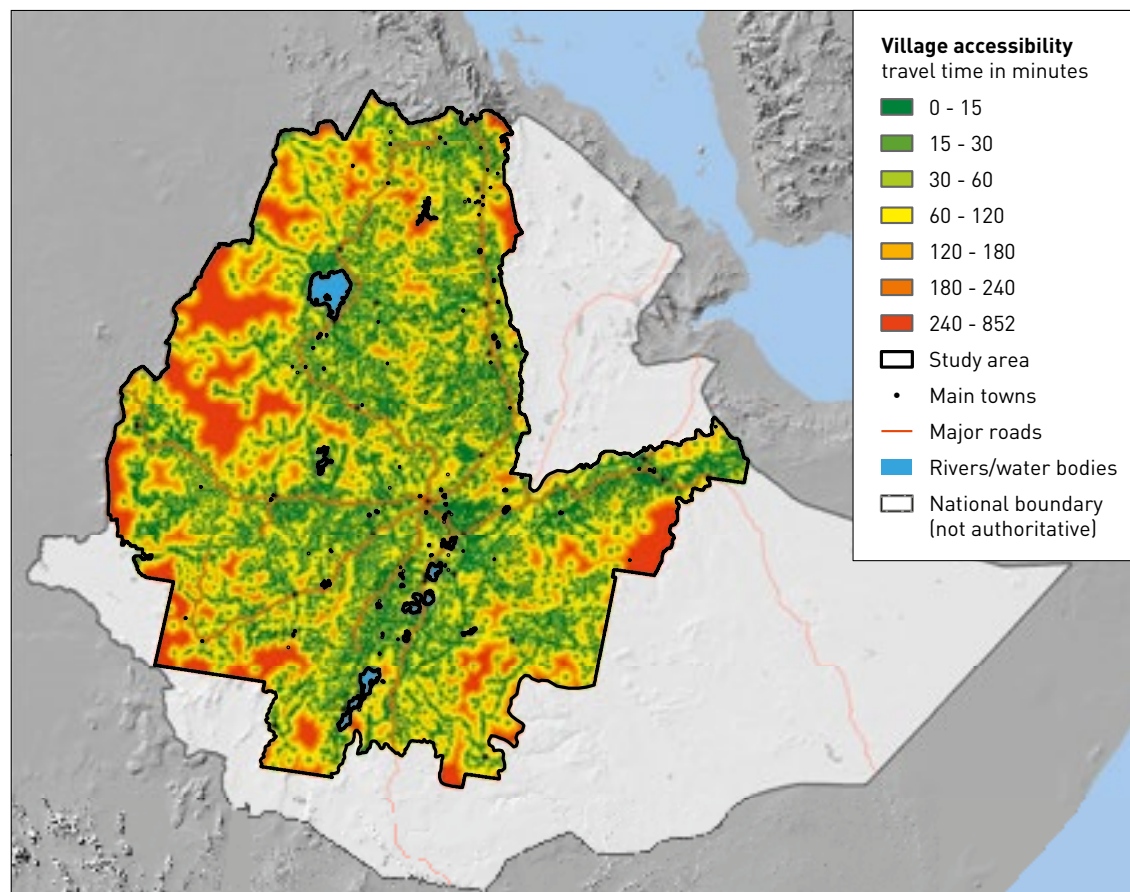 Village accessibility
travel time in minutes
0 - 15
15 - 30
30 - 60
60 - 120
120 - 180
180 - 240
240 - 852
Study area
Main towns
Major roads
Rivers/water bodies
National boundary
(not authoritative)